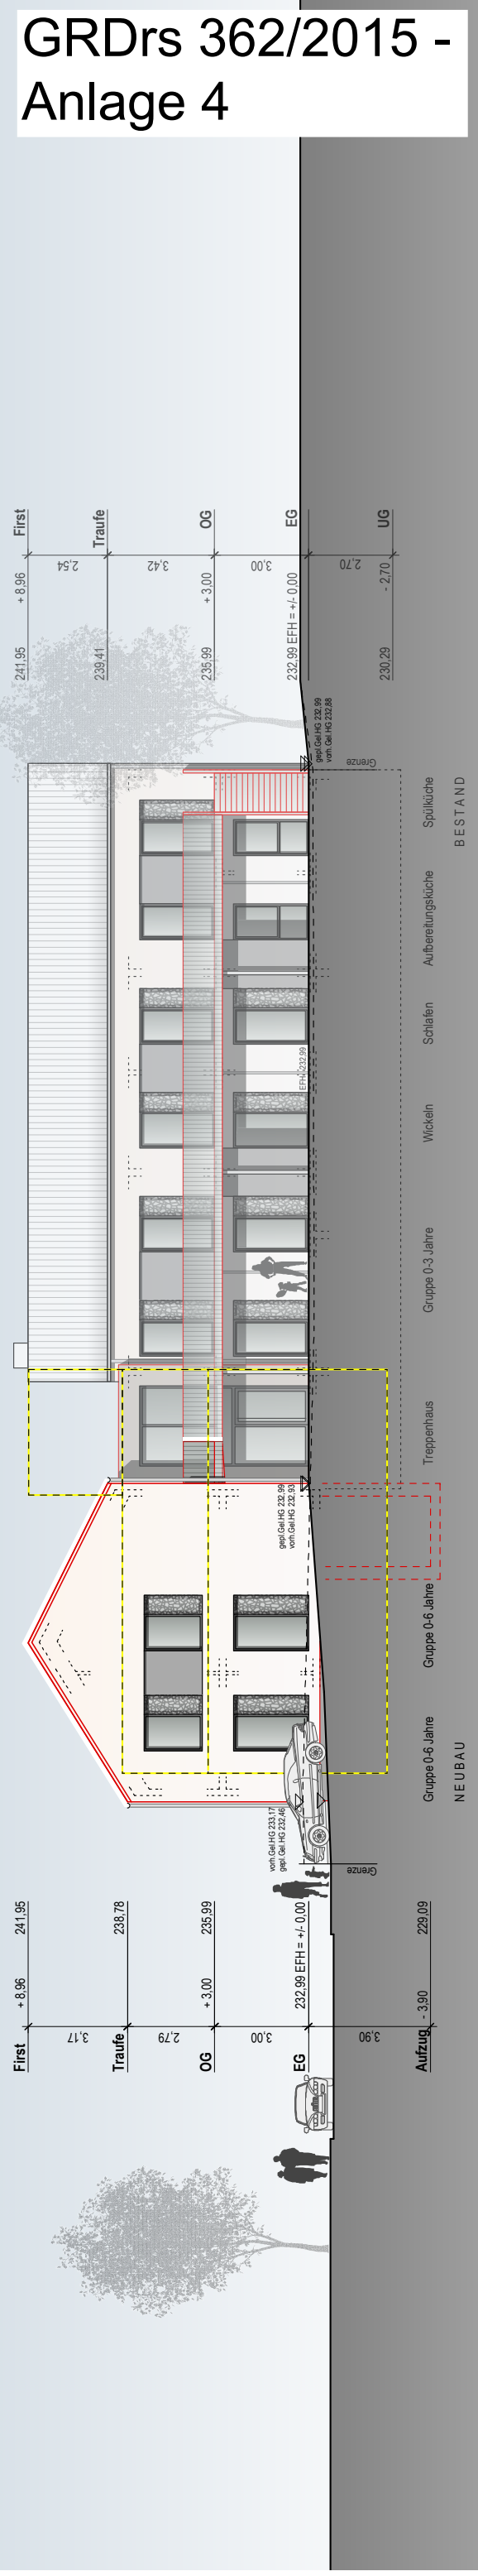 GRDrs 362/2015 -
Anlage 4
First
+ 8,96
241,95
2,54
Traufe
239,41
3,42
OG
+ 3,00
235,99
3,00
EG
232,99 EFH = +/- 0,00
2,70
UG
- 2,70
230,29
gepl.Gel.HG 232,99
vorh.Gel.HG 232,88
Grenze
EFH=232,99
Spülküche
Aufbereitungsküche
Schlafen
Wickeln
Gruppe 0-3 Jahre
Treppenhaus
BESTAND
gepl.Gel.HG 232,99
vorh.Gel.HG 232,93
Gruppe 0-6 Jahre
Gruppe 0-6 Jahre
NEUBAU
vorh.Gel.HG 233,17
gepl.Gel.HG 232,46
Grenze
First
+ 8,96
241,95
3,17
Traufe
238,78
2,79
OG
+ 3,00
235,99
3,00
EG
232,99 EFH = +/- 0,00
3,90
Aufzug
- 3,90
229,09